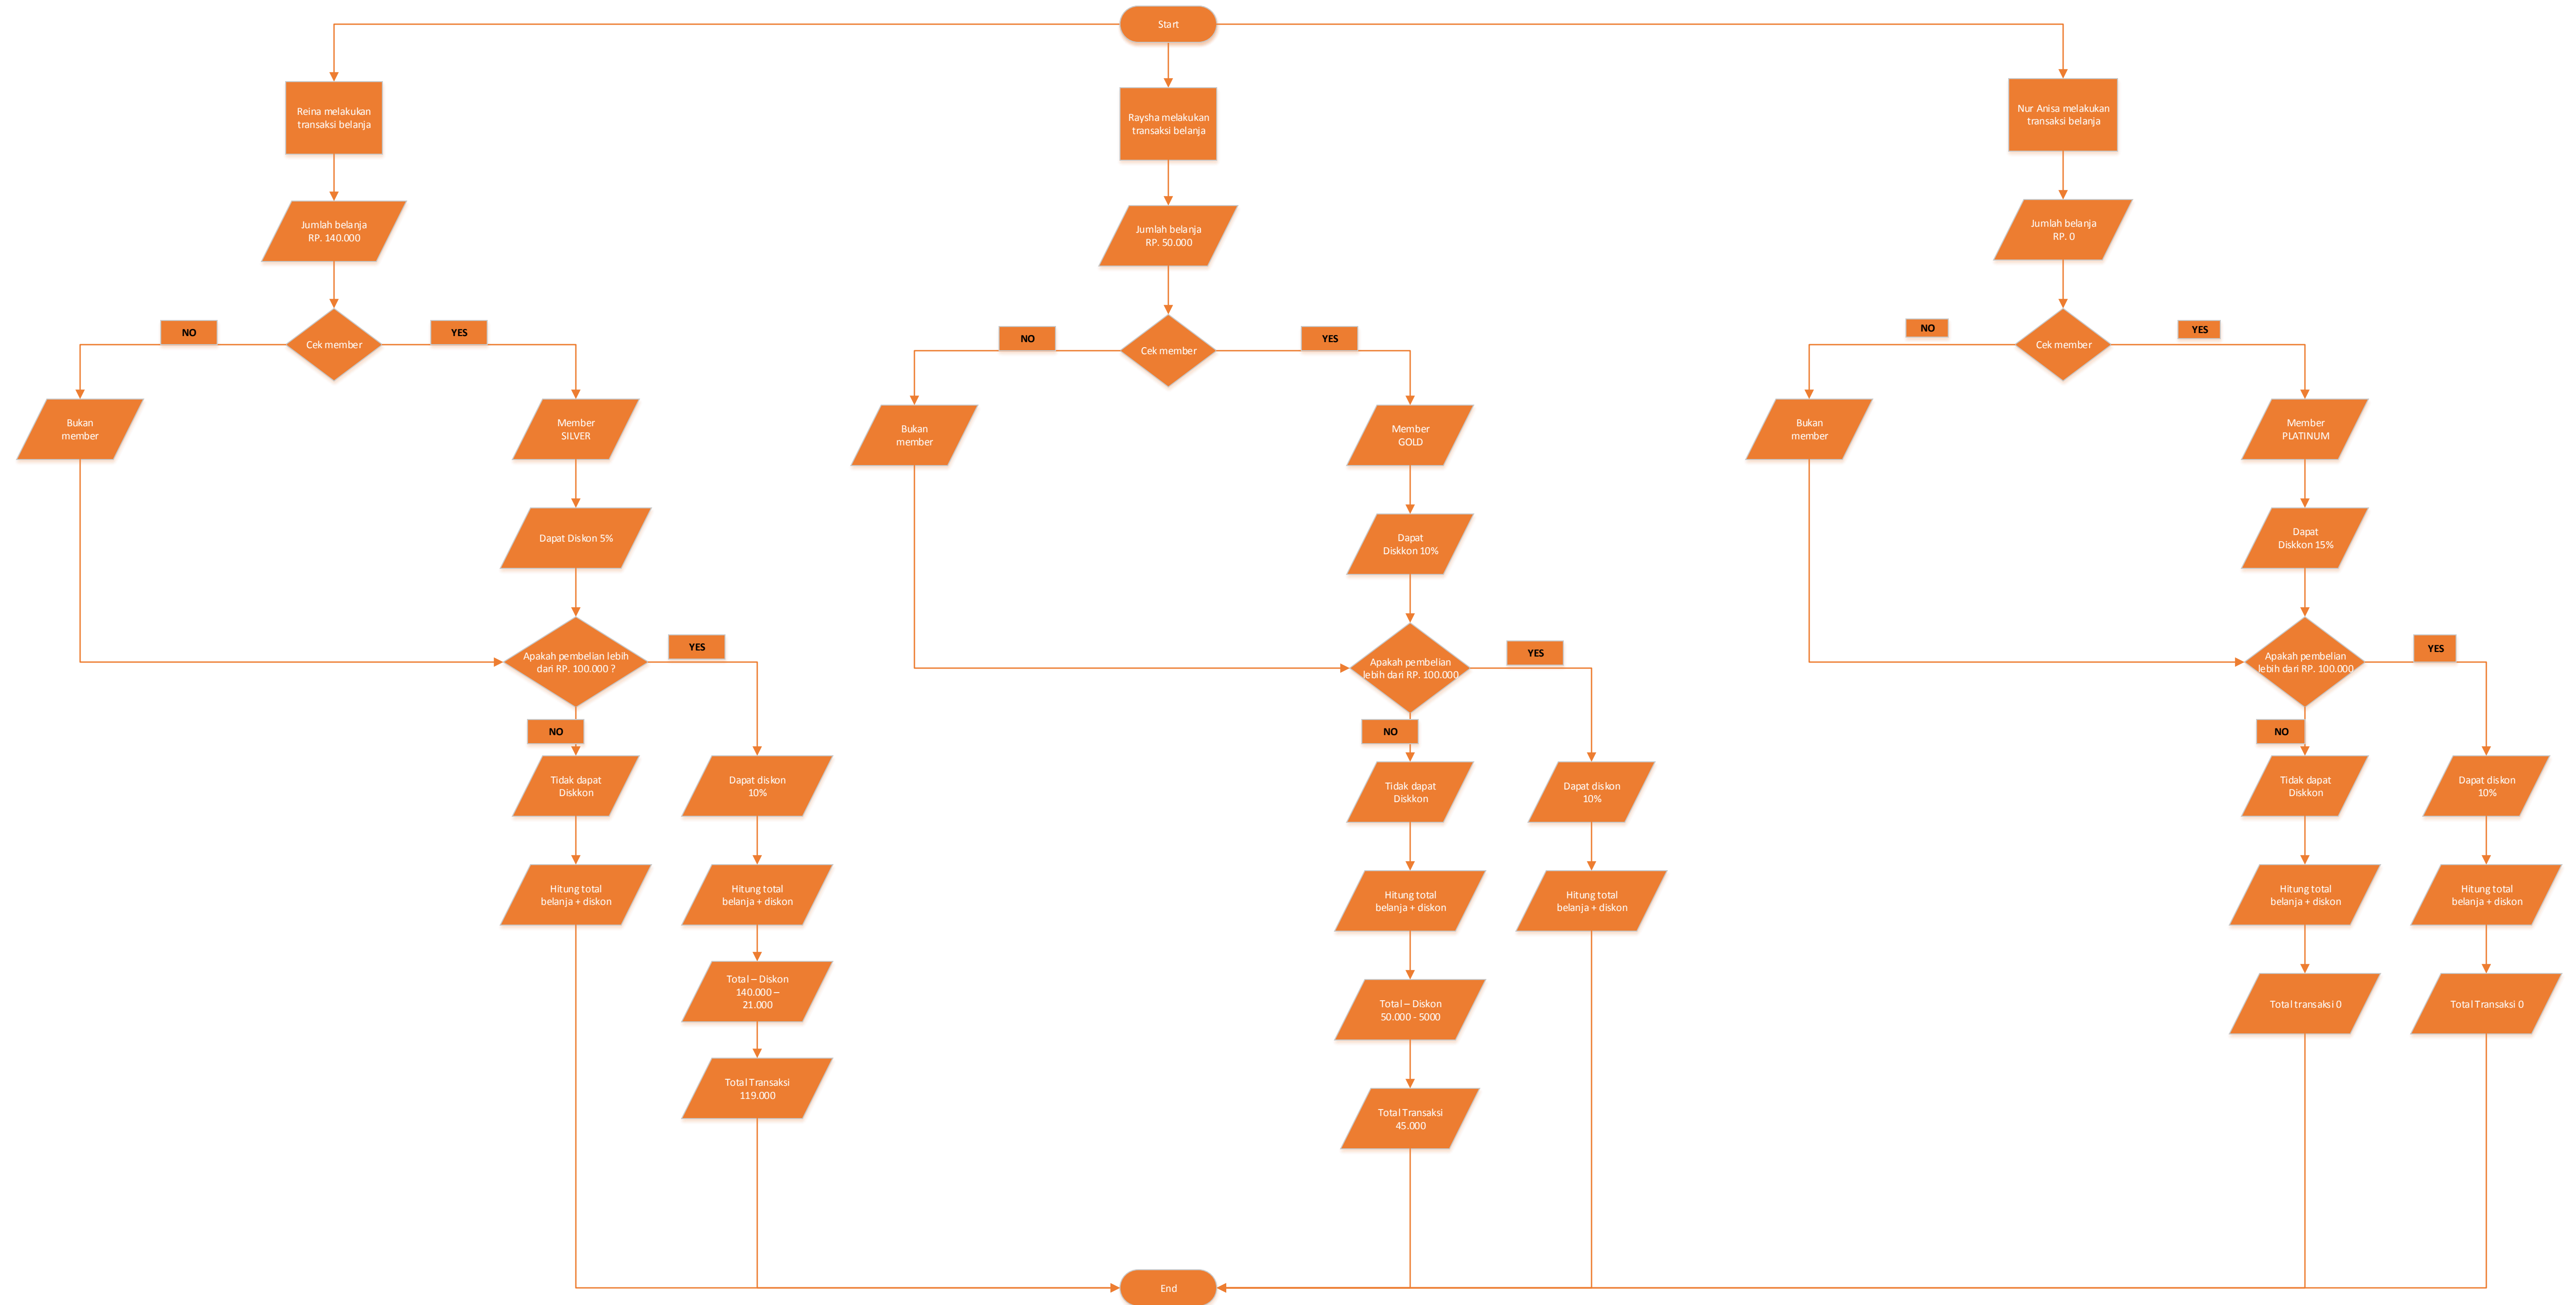 Start
Reina melakukan
transaksi belanja
Jumlah belanja
RP. 140.000
Cek member
NO
YES
Bukan
member
Member
SILVER
Dapat Diskon 5%
Apakah pembelian lebih
dari RP. 100.000 ?
YES
NO
Tidak dapat
Diskkon
Dapat diskon
10%
Hitung total
belanja + diskon
Hitung total
belanja + diskon
Total – Diskon
140.000 –
21.000
Total Transaksi
119.000
Raysha melakukan
transaksi belanja
Jumlah belanja
RP. 50.000
Cek member
NO
YES
Bukan
member
Member
GOLD
Dapat
Diskkon 10%
Apakah pembelian
lebih dari RP. 100.000
YES
NO
Tidak dapat
Diskkon
Dapat diskon
10%
Hitung total
belanja + diskon
Hitung total
belanja + diskon
Total – Diskon
50.000 - 5000
Total Transaksi
45.000
Nur Anisa melakukan
transaksi belanja
Jumlah belanja
RP. 0
Cek member
NO
YES
Bukan
member
Member
PLATINUM
Dapat
Diskkon 15%
Apakah pembelian
lebih dari RP. 100.000
YES
NO
Tidak dapat
Diskkon
Dapat diskon
10%
Hitung total
belanja + diskon
Hitung total
belanja + diskon
Total transaksi 0
Total Transaksi 0
End